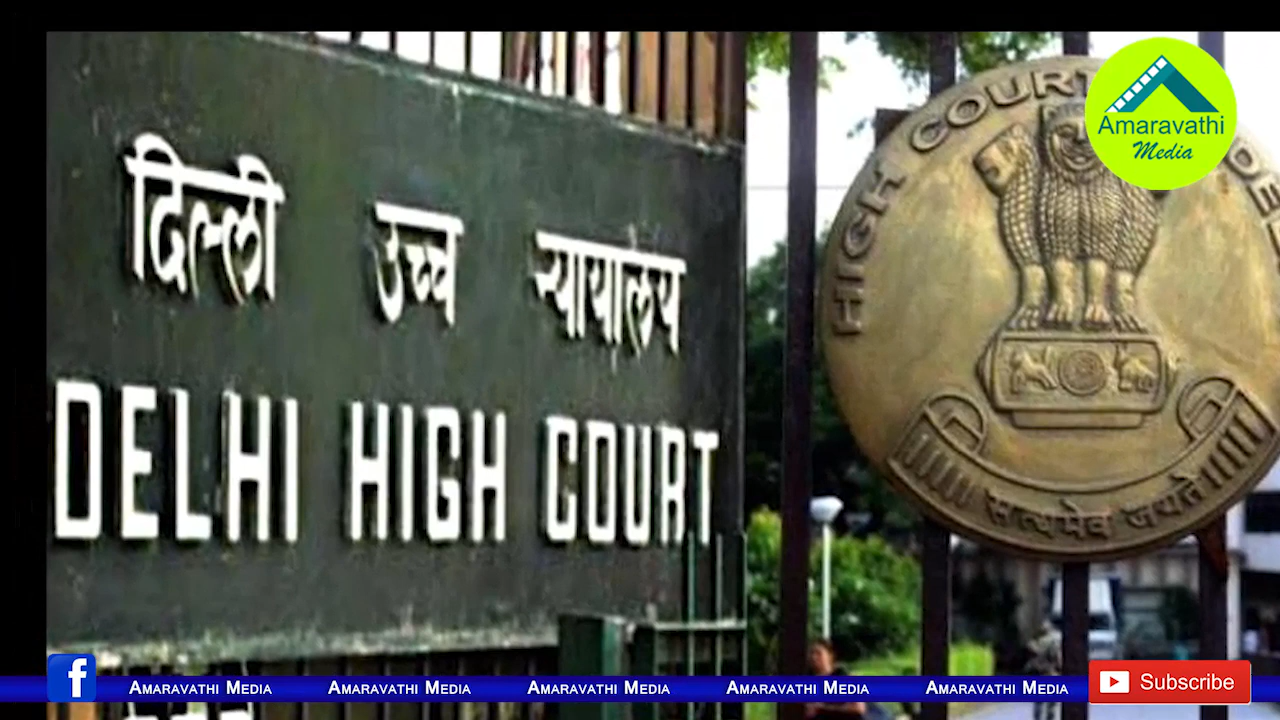 दिल्ली उच्च न्यायालय
DELHI HIGH COURT
HIGH COURT
DEL
सत्यमेव जयते
Amaravathi
Media
f
AMARAVATHI MEDIA AMARAVATHI MEDIA AMARAVATHI MEDIA AMARAVATHI MEDIA AMARAVATHI MEDIA
Subscribe